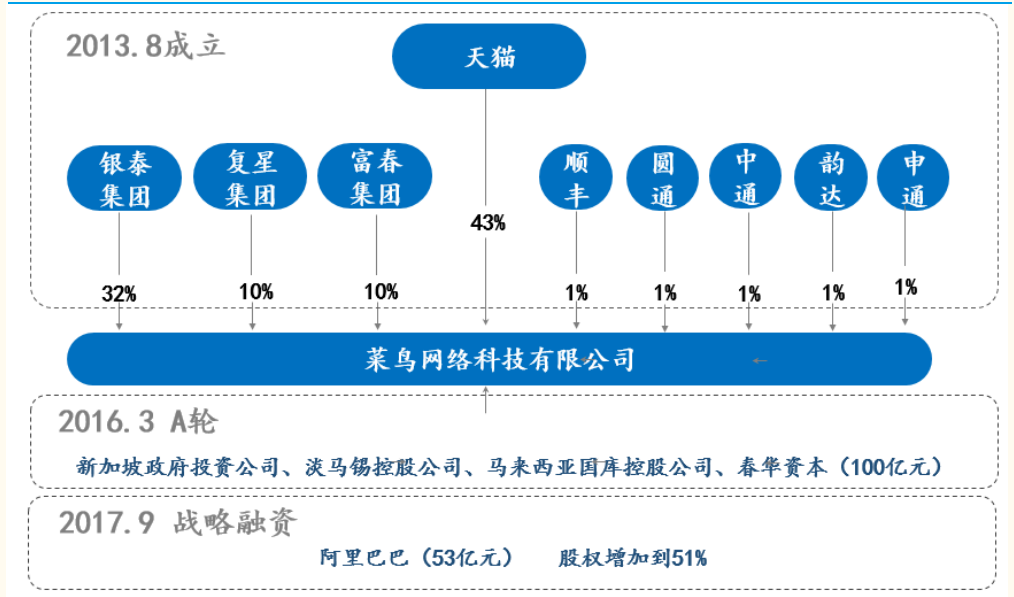 2013.8成立
天猫
银泰
集团
复星
集团
富春
集团
顺
丰
圆
通
中
通
韵
达
申
通
43%
32%
10%
10%
1%
1%
1%
1%
1%
菜鸟网络科技有限公司
2016.3 A轮
新加坡政府投资公司、淡马锡控股公司、马来西亚国库控股公司、春华资本（100亿元）
2017.9 战略融资
阿里巴巴（53亿元） 股权增加到51%